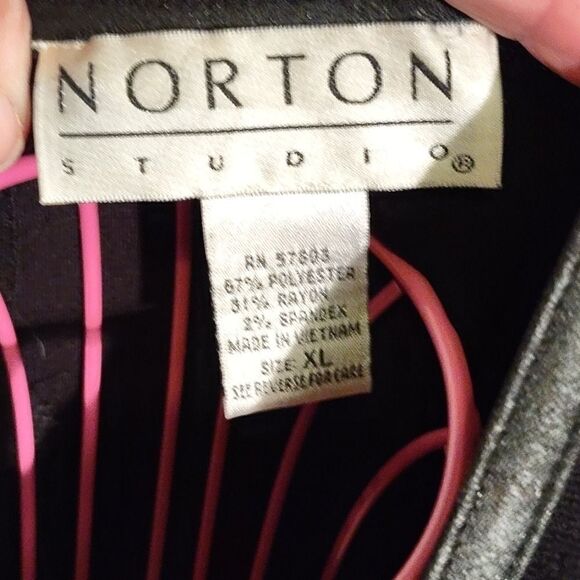 NORTON
STUDIO®
RN 57603
67% POLYESTER
31% RAYON
2% SPANDEX
MADE IN VIETNAM
SIZE: XL
SEE REVERSE FOR CARE